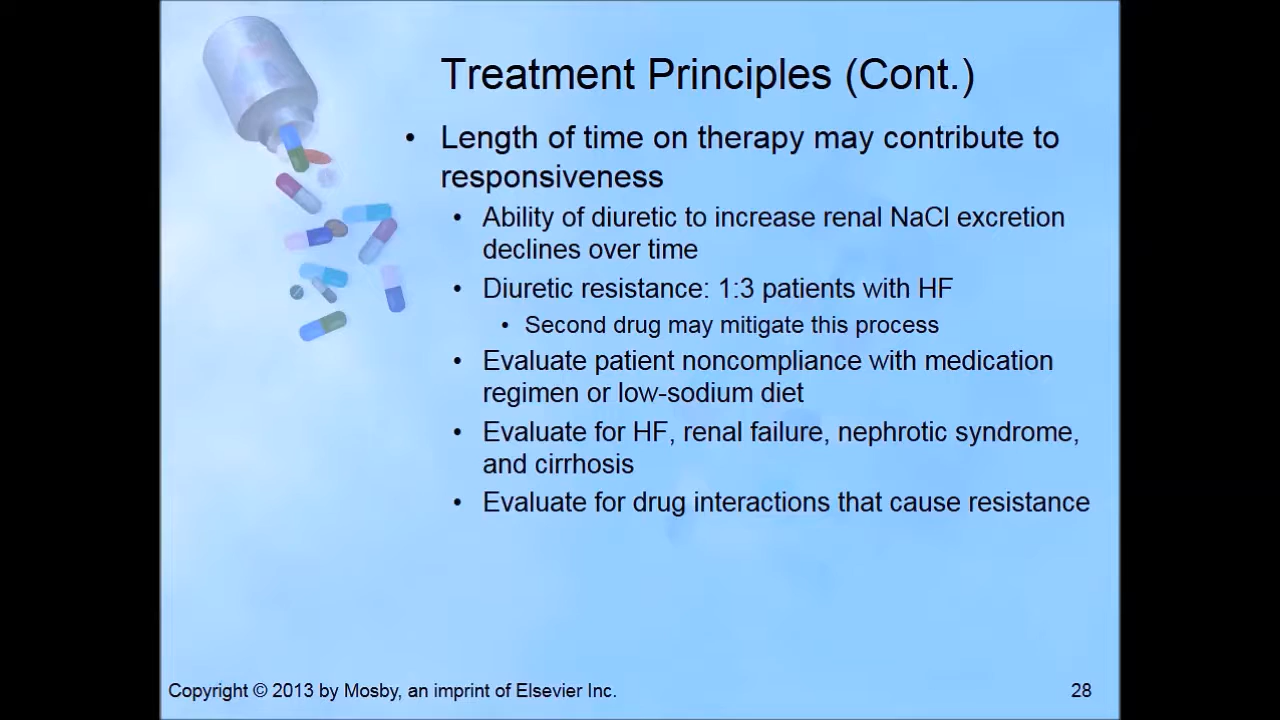 Treatment Principles (Cont.)
• Length of time on therapy may contribute to
responsiveness
• Ability of diuretic to increase renal NaCl excretion
declines over time
• Diuretic resistance: 1:3 patients with HF
• Second drug may mitigate this process
• Evaluate patient noncompliance with medication
regimen or low-sodium diet
• Evaluate for HF, renal failure, nephrotic syndrome,
and cirrhosis
• Evaluate for drug interactions that cause resistance
Copyright © 2013 by Mosby, an imprint of Elsevier Inc.
28